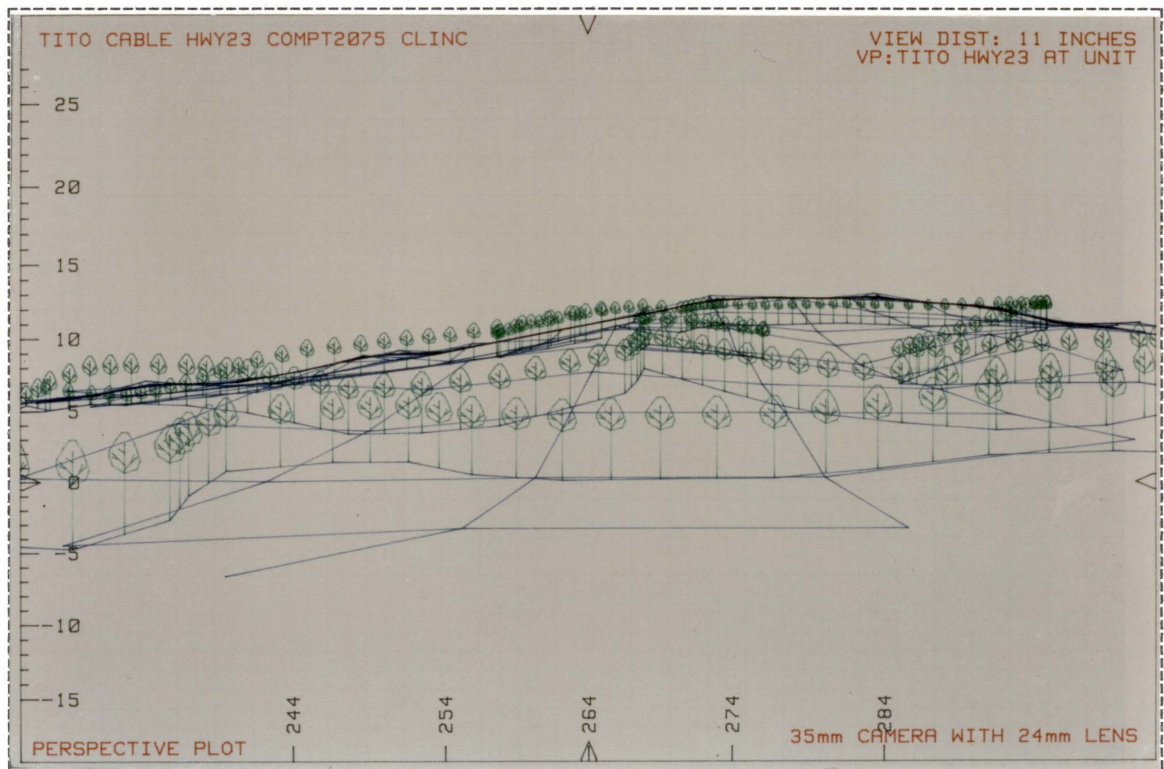 TITO CABLE HWY23 COMPT2075 CLINC
VIEW DIST: 11 INCHES
VP:TITO HWY23 AT UNIT
25
20
15
10
5
0
-5
-10
-15
244
254
264
274
284
PERSPECTIVE PLOT
35mm CAMERA WITH 24mm LENS